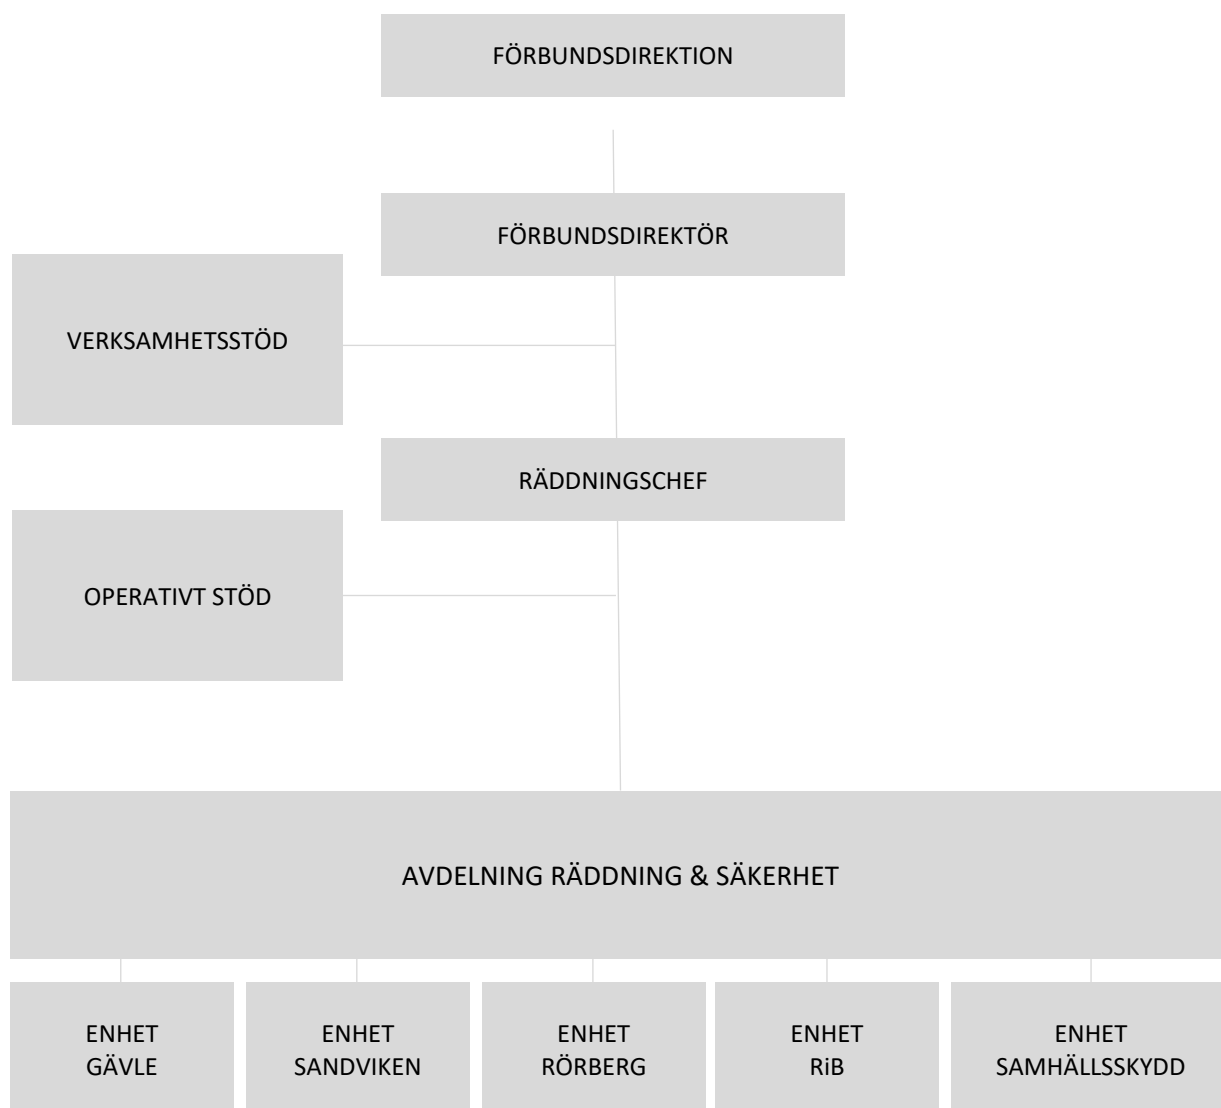 FÖRBUNDSDIREKTION
FÖRBUNDSDIREKTÖR
VERKSAMHETSSTÖD
RÄDDNINGSCHEF
OPERATIVT STÖD
AVDELNING RÄDDNING & SÄKERHET
ENHET
GÄVLE
ENHET
SANDVIKEN
ENHET
RÖRBERG
ENHET
RiB
ENHET
SAMHÄLLSSKYDD